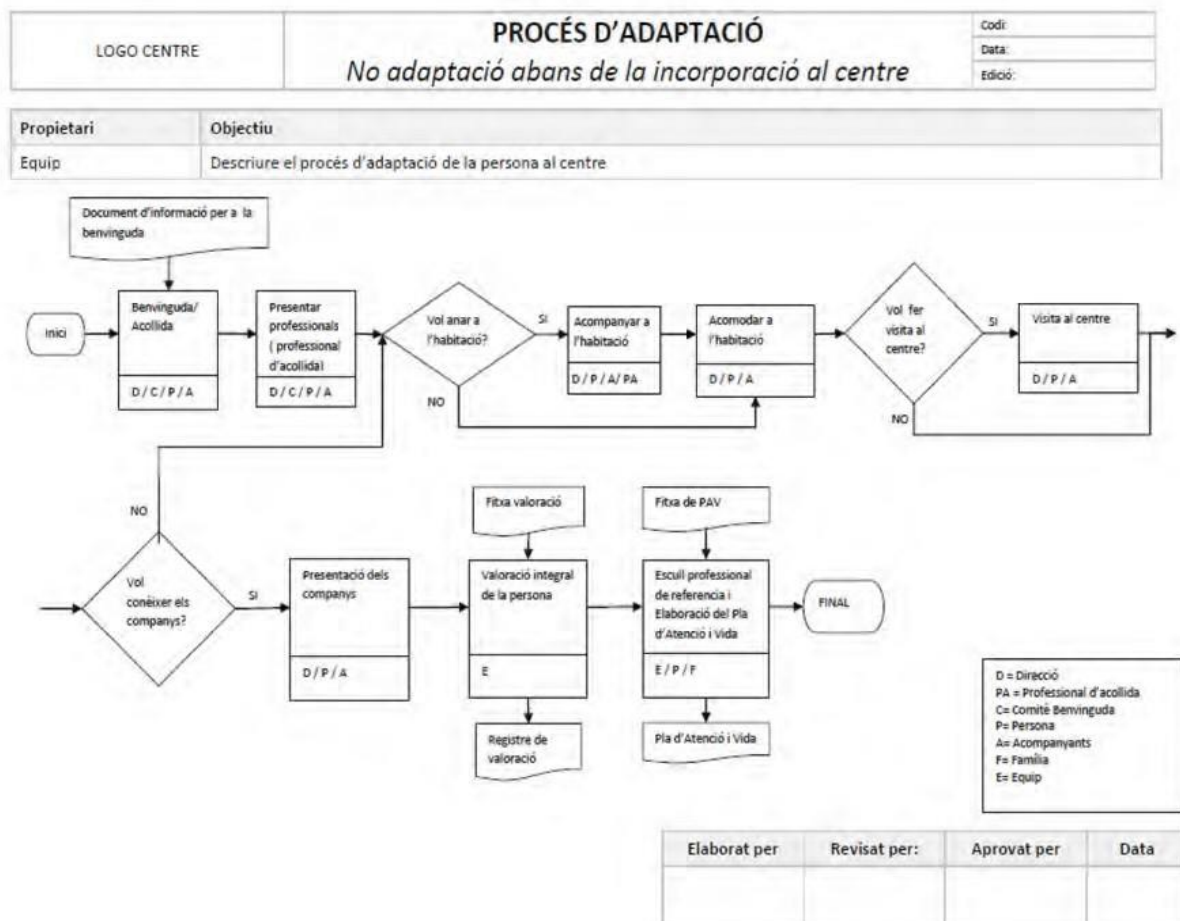 LOGO CENTRE
PROCÉS D'ADAPTACIÓ
No adaptació abans de la incorporació al centre
Codi:
Data:
Edició:
Propietari
Objectiu
Equip
Descriure el procés d'adaptació de la persona al centre
Document d'informació per a la
benvinguda
Inici
Benvinguda/
Acollida
D / C / P / A
Presentar
professionals
( professional
d'acollida)
D / C / P / A
Vol anar a
l'habitació?
SI
NO
Acompanyar a
l'habitació
D / P / A/ PA
Acomodar a
l'habitació
D / P / A
Vol fer
visita al
centre?
SI
NO
Visita al centre
D / P / A
NO
Vol
conèixer els
companys?
SI
Presentació dels
companys
D / P / A
Fitxa valoració
Valoració integral
de la persona
E
Registre de
valoració
Fitxa de PAV
Escull professional
de referencia i
Elaboració del Pla
d'Atenció i Vida
E / P / F
Pla d'Atenció i Vida
FINAL
D = Direcció
PA = Professional d'acollida
C= Comitè Benvinguda
P= Persona
A= Acompanyants
F= Família
E= Equip
Elaborat per
Revisat per:
Aprovat per
Data